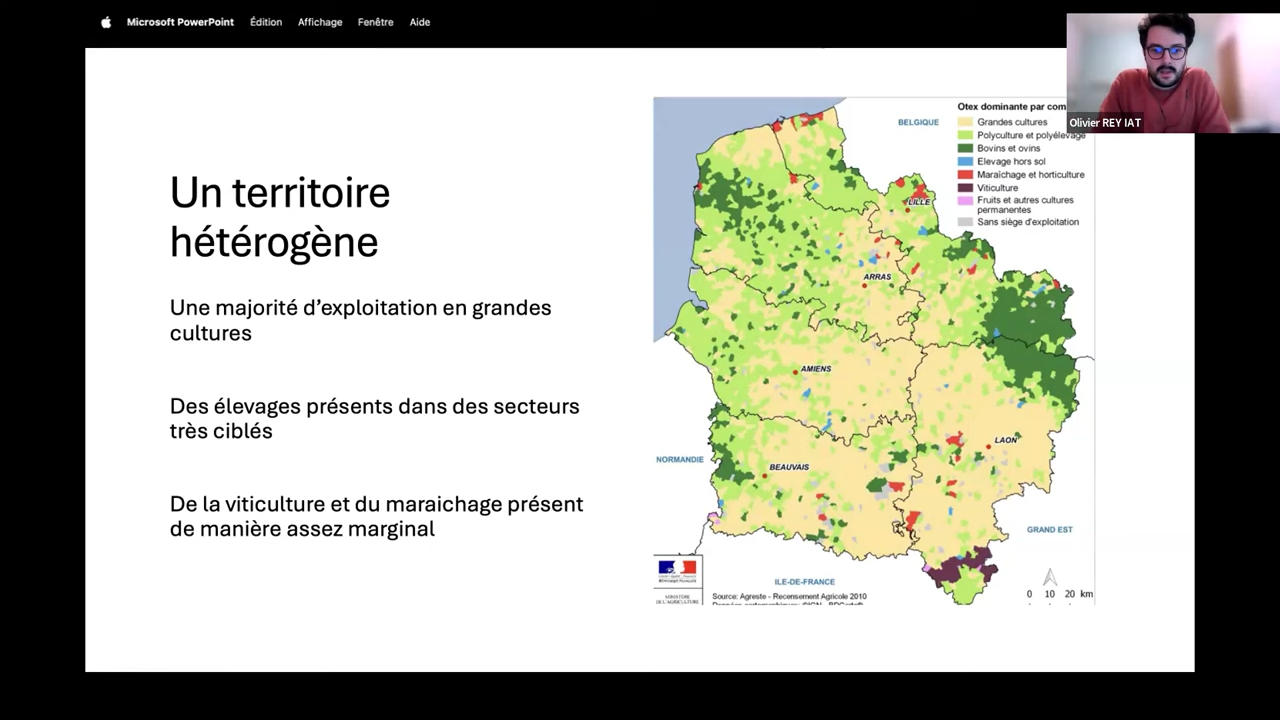 Microsoft PowerPoint Édition Affichage Fenêtre Aide
Olivier REY IAT
Un territoire
hétérogène
Une majorité d’exploitation en grandes
cultures
Des élevages présents dans des secteurs
très ciblés
De la viticulture et du maraichage présent
de manière assez marginal
Otex dominante par com
Grandes cultures
Polyculture et polyélevage
Bovins et ovins
Elevage hors sol
Maraîchage et horticulture
Viticulture
Fruits et autres cultures
permanentes
Sans siège d'exploitation
BELGIQUE
LILLE
ARRAS
AMIENS
LAON
NORMANDIE
BEAUVAIS
GRAND EST
ILE-DE-FRANCE
0 10 20 km
MINISTÈRE
DE L'AGRICULTURE
Source: Agreste - Recensement Agricole 2010